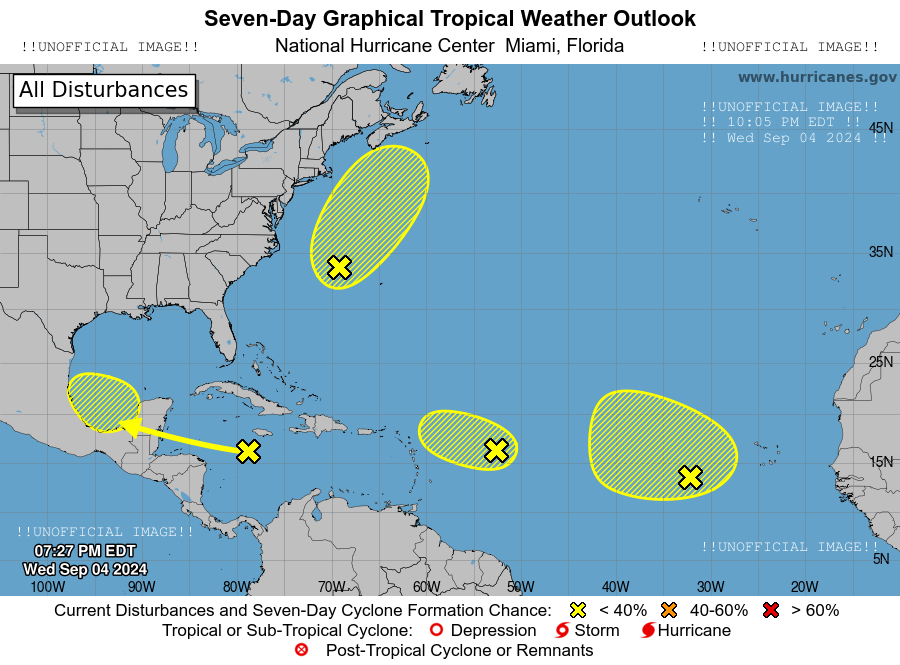 Seven-Day Graphical Tropical Weather Outlook
!!UNOFFICIAL IMAGE!!
National Hurricane Center  Miami, Florida
!!UNOFFICIAL IMAGE!!
All Disturbances
www.hurricanes.gov
!!UNOFFICIAL IMAGE!!
!! 10:05 PM EDT !!
!! Wed Sep 04 2024 !!
45N
35N
25N
15N
!!UNOFFICIAL IMAGE!!
07:27 PM EDT
Wed Sep 04 2024
!!UNOFFICIAL IMAGE!!
5N
100W 90W 80W 70W 60W 50W 40W 30W 20W
Current Disturbances and Seven-Day Cyclone Formation Chance: < 40% 40-60% > 60%
Tropical or Sub-Tropical Cyclone: Depression Storm Hurricane
Post-Tropical Cyclone or Remnants